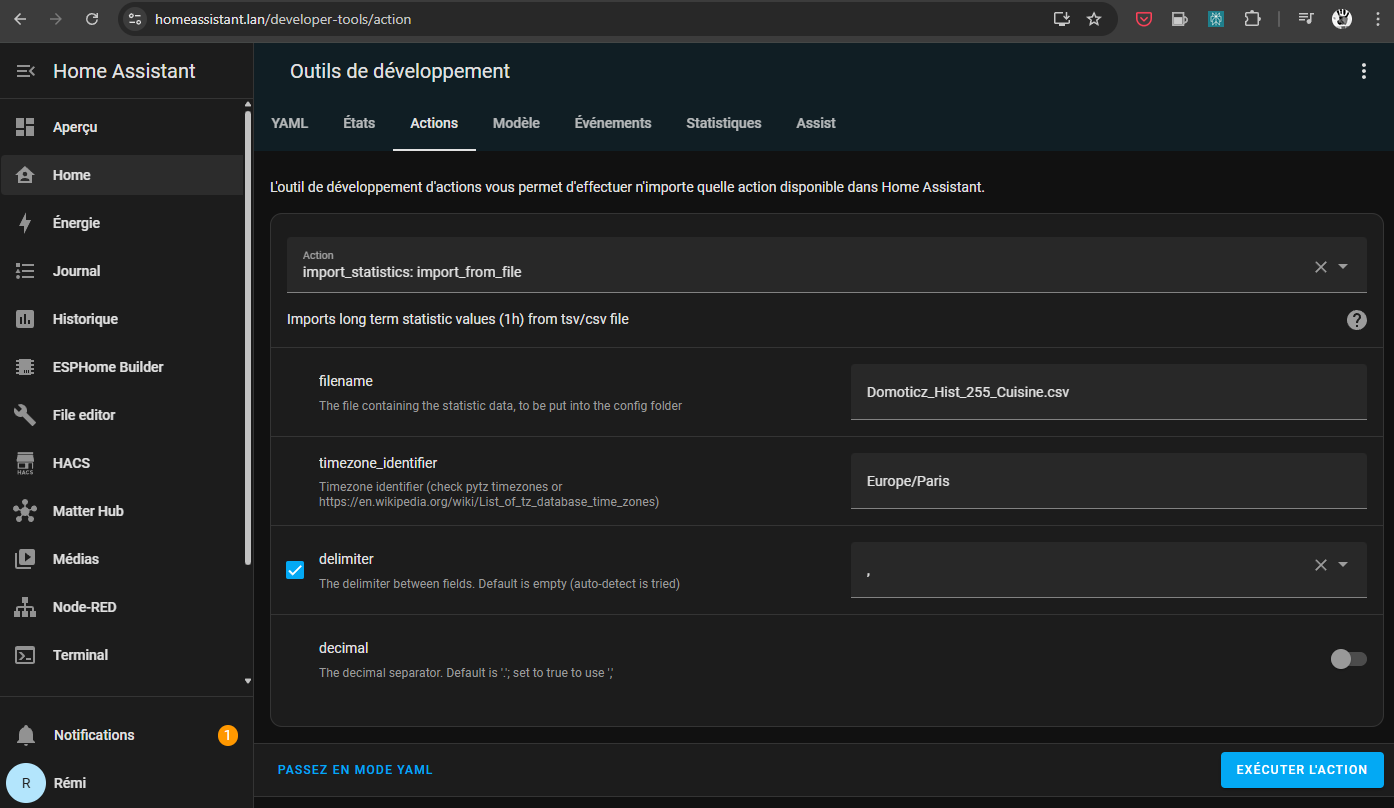 homeassistant.lan/developer-tools/action
Home Assistant
Outils de développement
YAML États Actions Modèle Événements Statistiques Assist
Aperçu
Home
Énergie
Journal
Historique
ESPHome Builder
File editor
HACS
HACS
Matter Hub
Médias
Node-RED
Terminal
Notifications 1
R Rémi
L'outil de développement d'actions vous permet d'effectuer n'importe quelle action disponible dans Home Assistant.
Action
import_statistics: import_from_file
Imports long term statistic values (1h) from tsv/csv file
filename
The file containing the statistic data, to be put into the config folder
Domoticz_Hist_255_Cuisine.csv
timezone_identifier
Timezone identifier (check pytz timezones or
https://en.wikipedia.org/wiki/List_of_tz_database_time_zones)
Europe/Paris
delimiter
The delimiter between fields. Default is empty (auto-detect is tried)
,
decimal
The decimal separator. Default is '.'; set to true to use ','
PASSEZ EN MODE YAML
EXÉCUTER L'ACTION